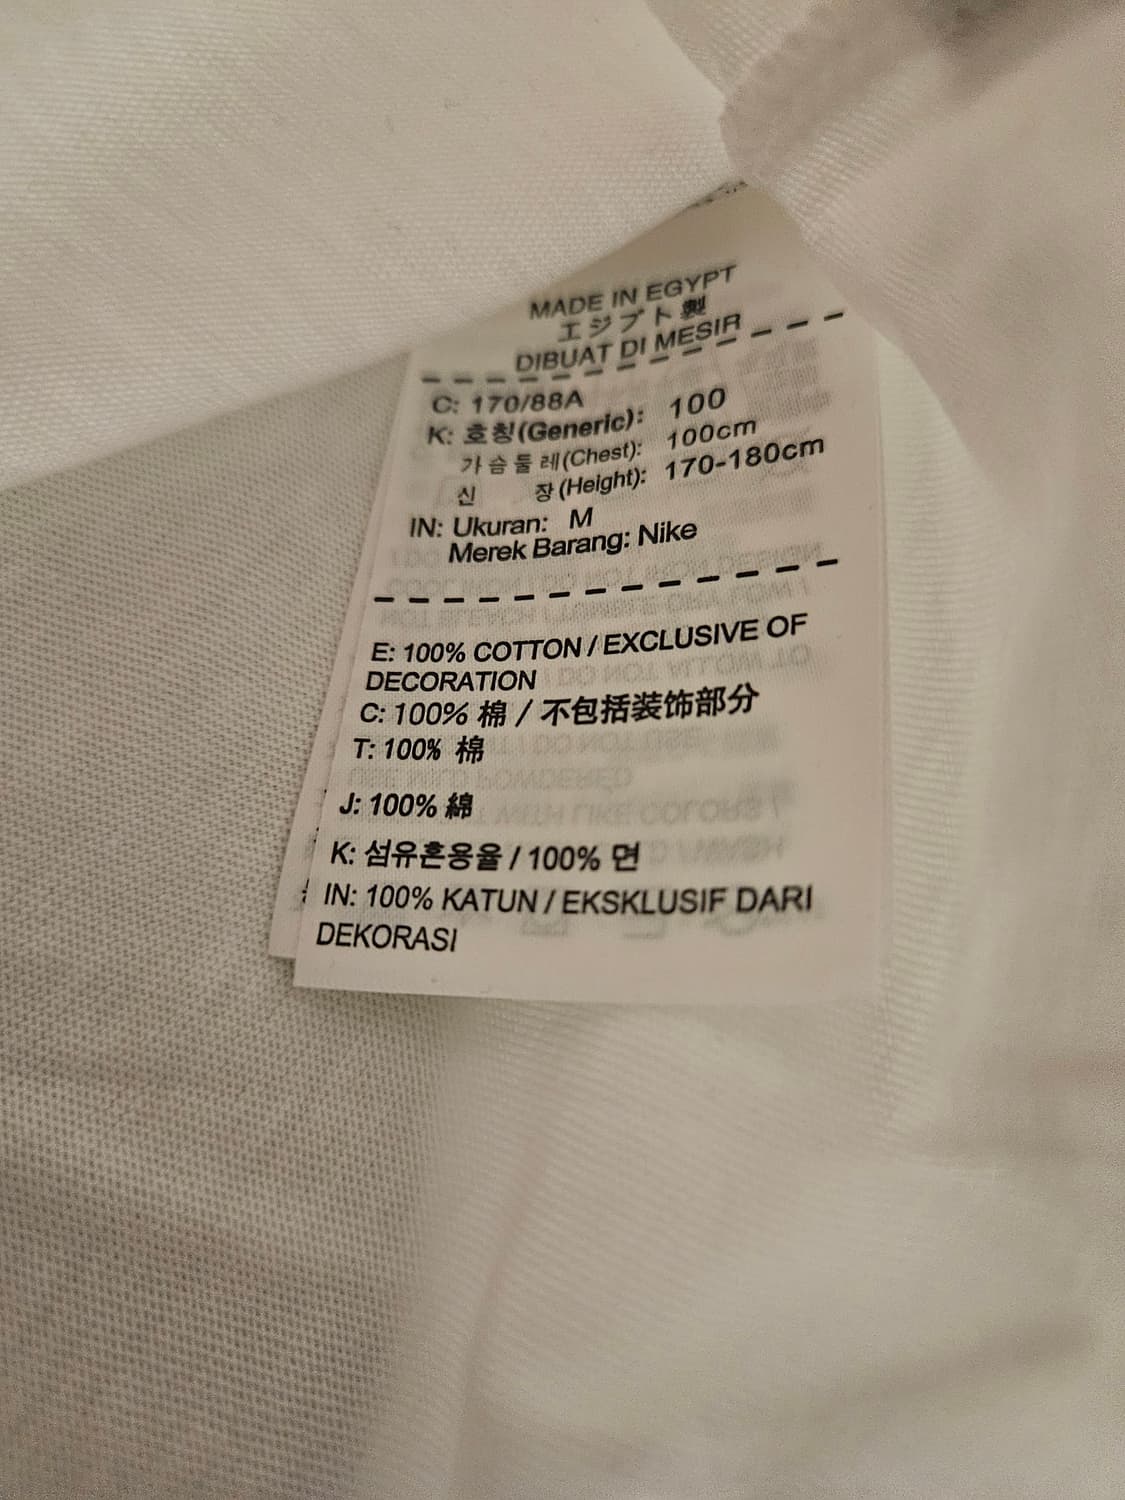 MADE IN EGYPT
エジプト製
DIBUAT DI MESIR
C: 170/88A
K: 호칭(Generic): 100
가슴둘레(Chest): 100cm
신 장(Height): 170-180cm
IN: Ukuran: M
Merek Barang: Nike
E: 100% COTTON / EXCLUSIVE OF
DECORATION
C: 100% 棉 / 不包括装饰部分
T: 100% 棉
J: 100% 綿
K: 섬유혼용율 / 100% 면
IN: 100% KATUN / EKSKLUSIF DARI
DEKORASI